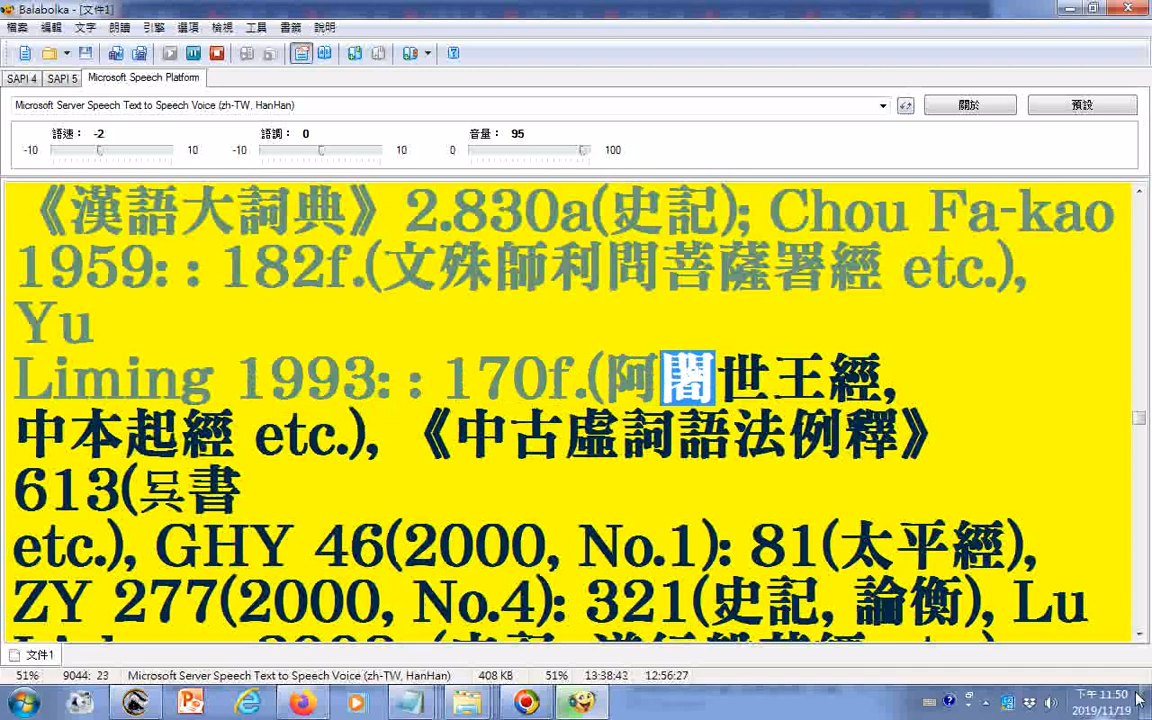 Balabolka - [文件1]
檔案 編輯 文字 朗讀 引擎 選項 檢視 工具 書籤 說明
SAPI 4 SAPI 5 Microsoft Speech Platform
Microsoft Server Speech Text to Speech Voice (zh-TW, HanHan) 關於 預設
語速： -2 語調： 0 音量： 95
-10 10 -10 10 0 100
《漢語大詞典》2.830a(史記); Chou Fa-kao
1959: : 182f.(文殊師利問菩薩署經 etc.),
Yu
Liming 1993: : 170f.(阿闍世王經,
中本起經 etc.), 《中古虛詞語法例釋》
613(吳書
etc.), GHY 46(2000, No.1): 81(太平經),
ZY 277(2000, No.4): 321(史記, 論衡), Lu
文件1
51% 9044: 23 Microsoft Server Speech Text to Speech Voice (zh-TW, HanHan) 408 KB 51% 13:38:43 12:56:27
下午 11:50
2019/11/19